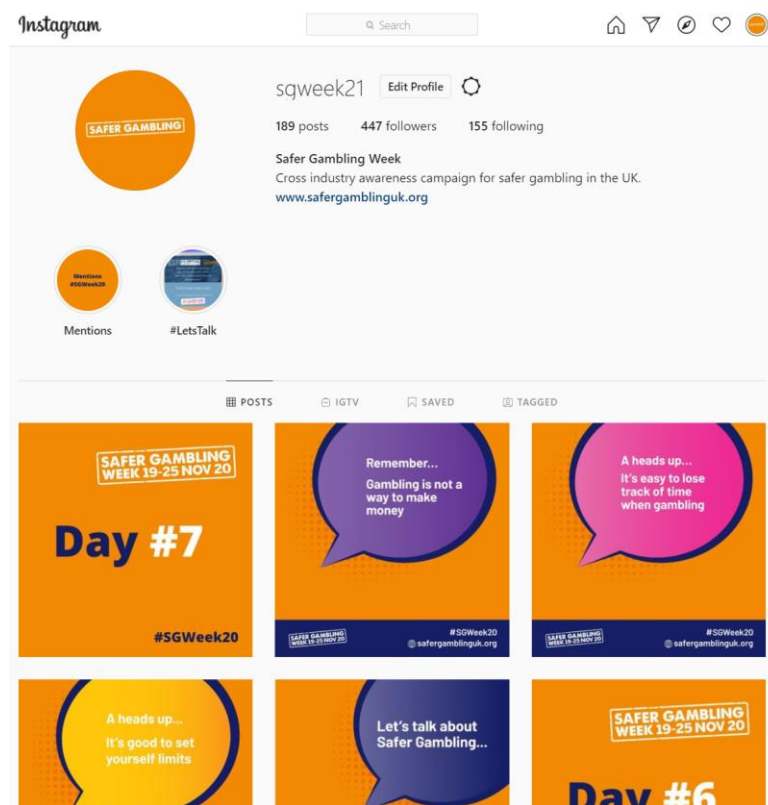 Instagram
Search
SAFER GAMBLING
sgweek21 Edit Profile
189 posts 447 followers 155 following
Safer Gambling Week
Cross industry awareness campaign for safer gambling in the UK.
www.safergamblinguk.org
Mentions
#SGWeek20
Mentions #LetsTalk
POSTS IGTV SAVED TAGGED
SAFER GAMBLING
WEEK 19-25 NOV 20
Day #7
#SGWeek20
Remember...
Gambling is not a
way to make
money
SAFER GAMBLING
WEEK 19-25 NOV 20
#SGWeek20
safergamblinguk.org
A heads up...
It's easy to lose
track of time
when gambling
SAFER GAMBLING
WEEK 19-25 NOV 20
#SGWeek20
safergamblinguk.org
A heads up...
It's good to set
yourself limits
Let's talk about
Safer Gambling...
SAFER GAMBLING
WEEK 19-25 NOV 20
Day #6